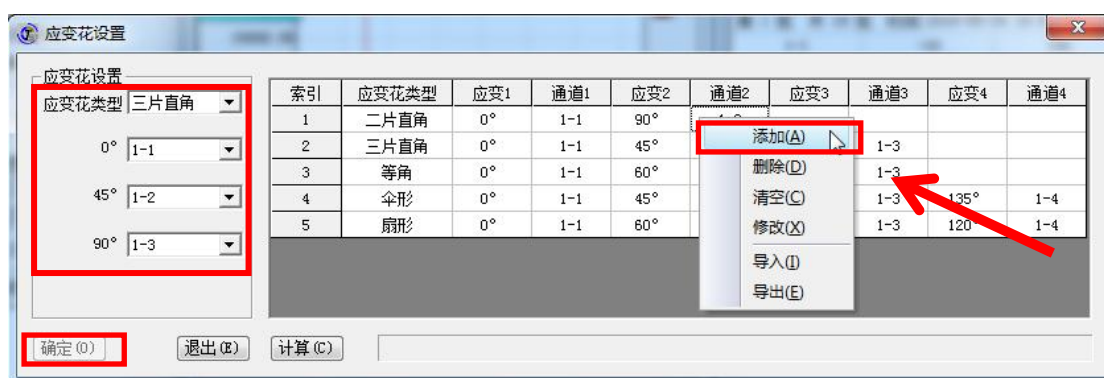 应变花设置
应变花设置
应变花类型 三片直角
0° 1-1
45° 1-2
90° 1-3
索引 应变花类型 应变1 通道1 应变2 通道2 应变3 通道3 应变4 通道4
1 二片直角 0° 1-1 90°
2 三片直角 0° 1-1 45° 1-3
3 等角 0° 1-1 60° 1-3
4 伞形 0° 1-1 45° 1-3 135° 1-4
5 扇形 0° 1-1 60° 1-3 120° 1-4
添加(A)
删除(D)
清空(C)
修改(X)
导入(I)
导出(E)
确定(O) 退出(E) 计算(C)